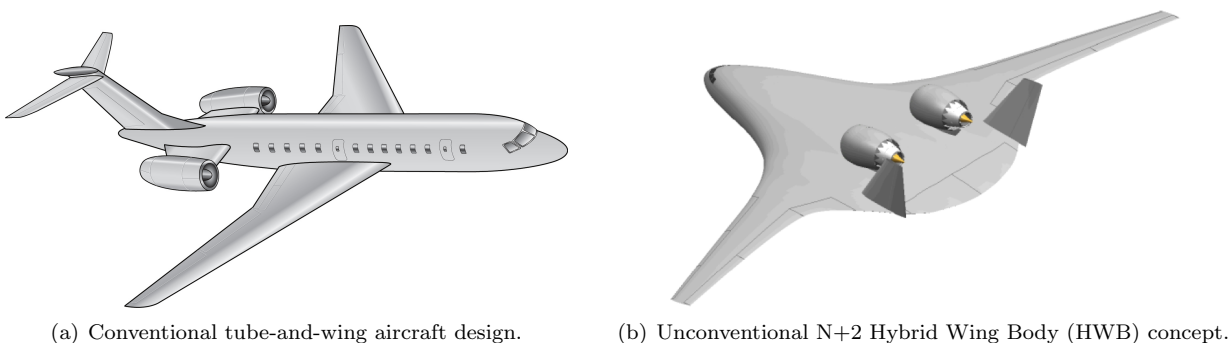 (a) Conventional tube-and-wing aircraft design.
(b) Unconventional N+2 Hybrid Wing Body (HWB) concept.